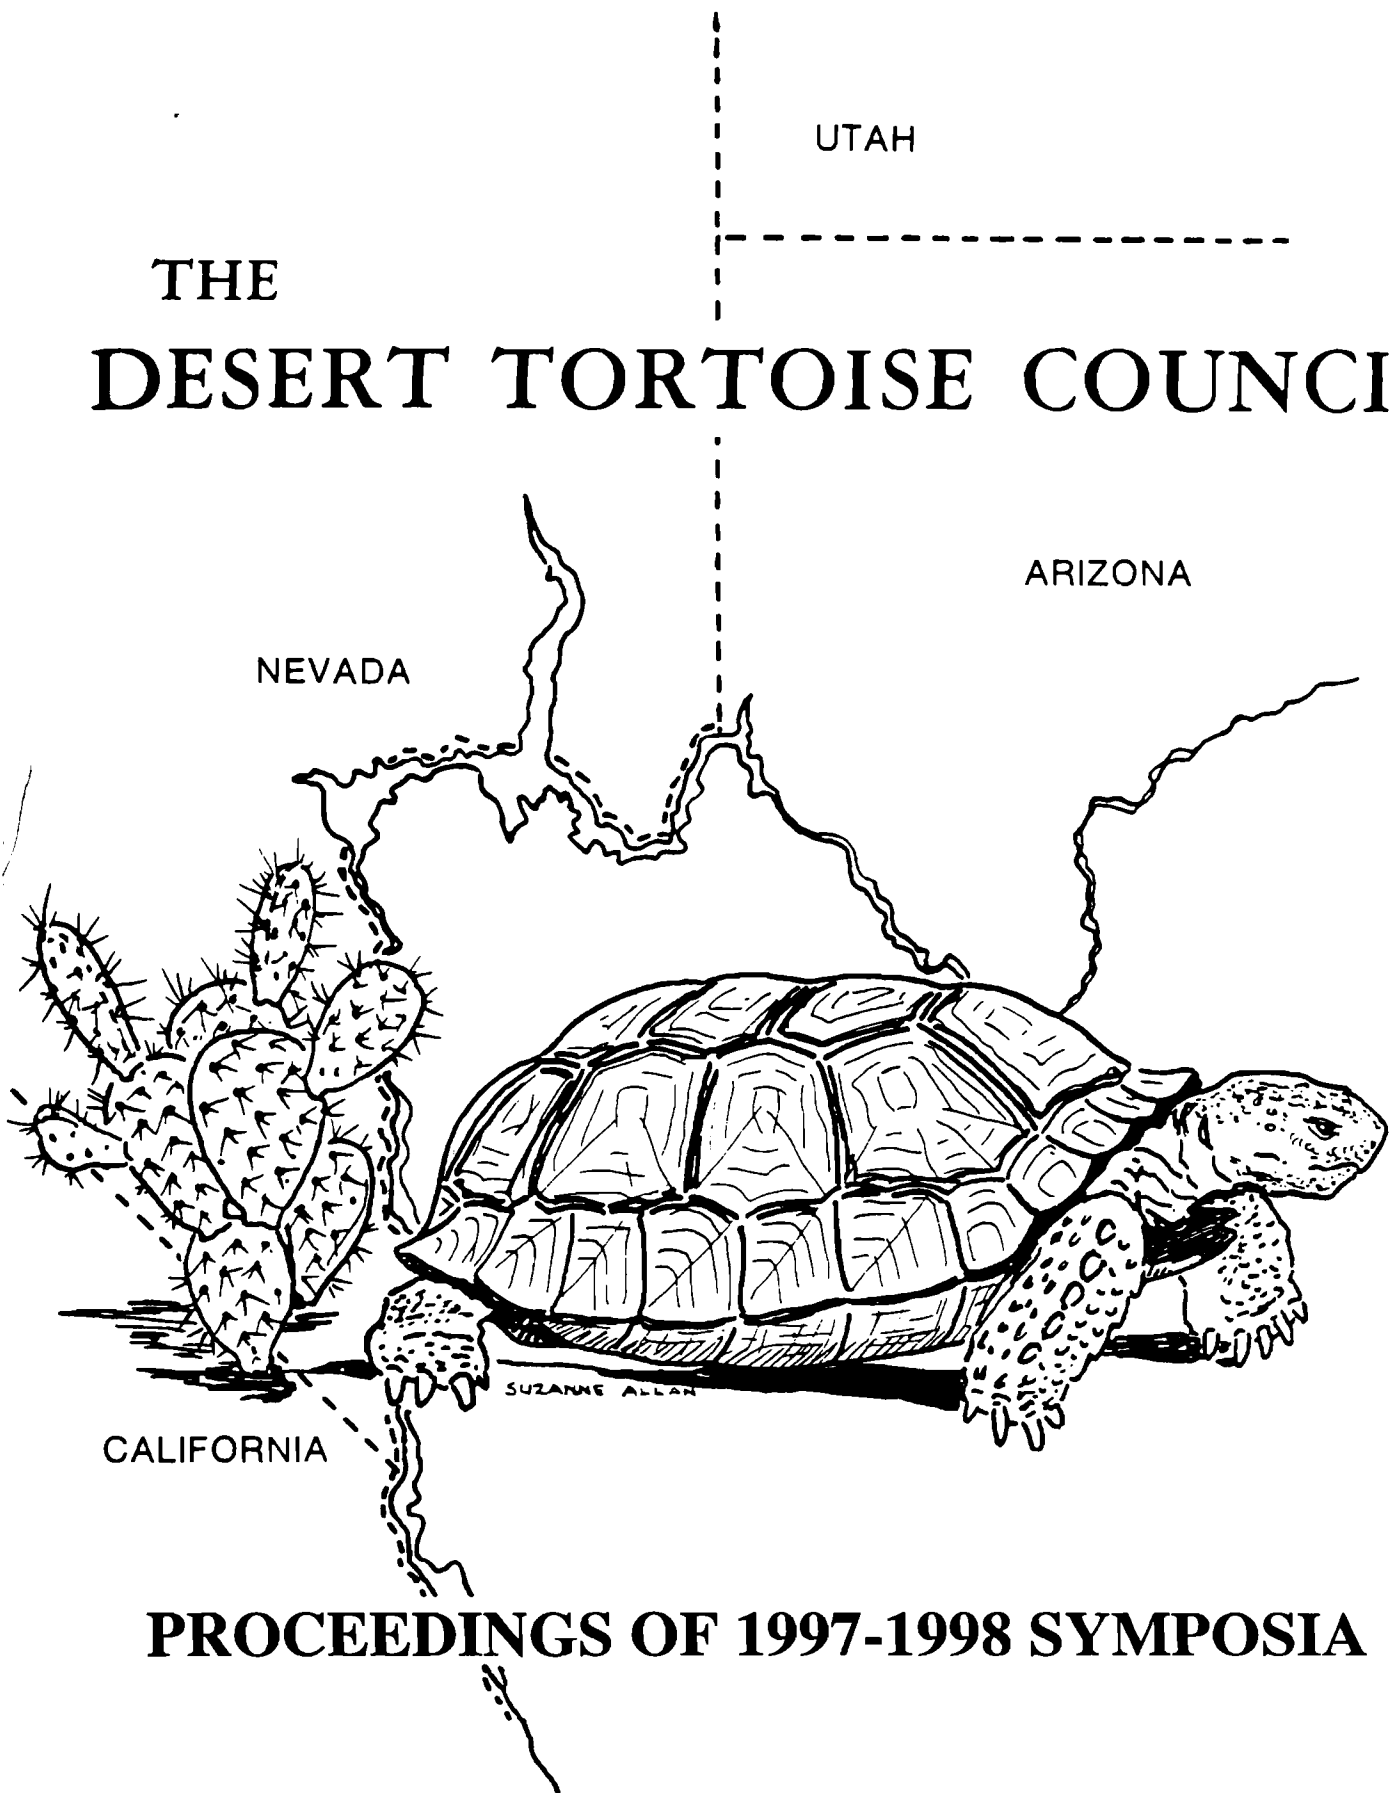 UTAH
THE
DESERT TORTOISE COUNCI
ARIZONA
NEVADA
SUZANNE ALLAN
CALIFORNIA
PROCEEDINGS OF 1997-1998 SYMPOSIA